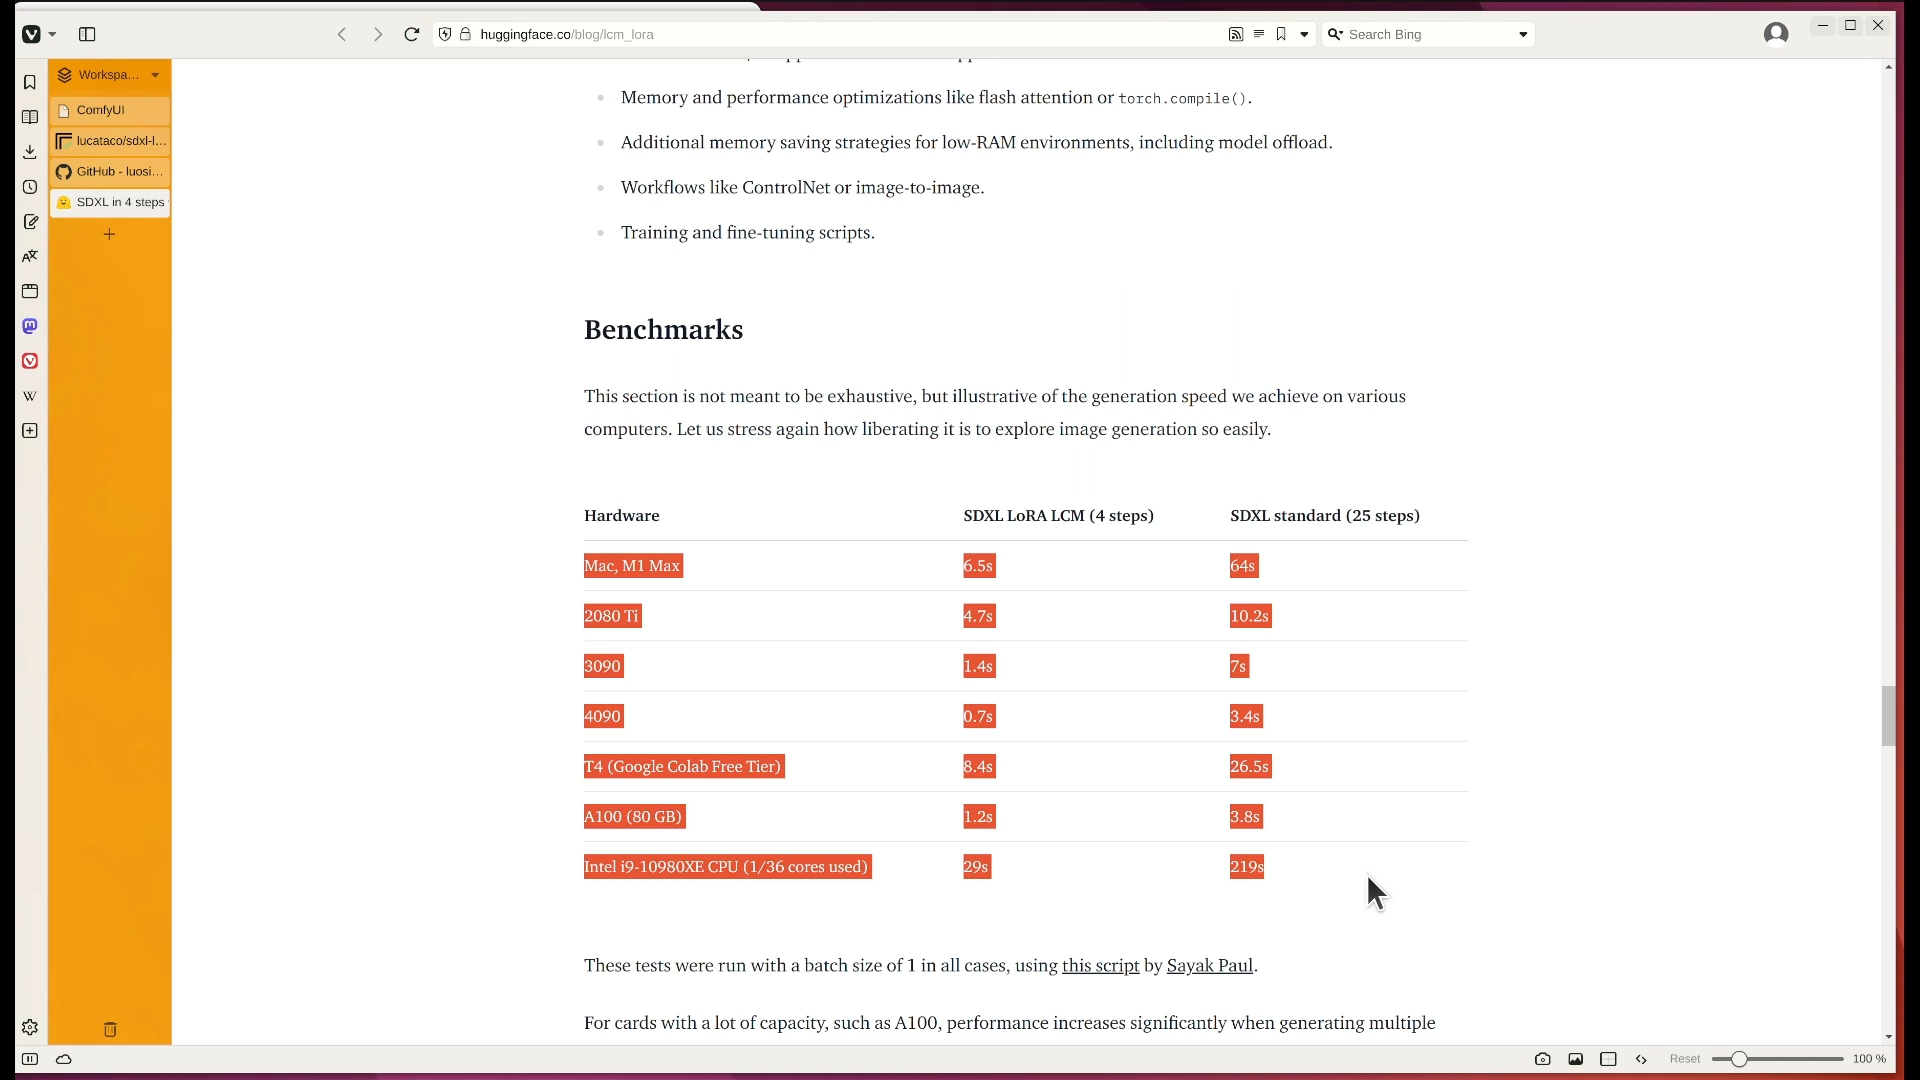 huggingface.co/blog/lcm_lora
Search Bing
Workspa...
ComfyUI
lucataco/sdxl-l...
GitHub - luosi...
SDXL in 4 steps
Memory and performance optimizations like flash attention or torch.compile().
Additional memory saving strategies for low-RAM environments, including model offload.
Workflows like ControlNet or image-to-image.
Training and fine-tuning scripts.
Benchmarks
This section is not meant to be exhaustive, but illustrative of the generation speed we achieve on various
computers. Let us stress again how liberating it is to explore image generation so easily.
Hardware SDXL LoRA LCM (4 steps) SDXL standard (25 steps)
Mac, M1 Max 6.5s 64s
2080 Ti 4.7s 10.2s
3090 1.4s 7s
4090 0.7s 3.4s
T4 (Google Colab Free Tier) 8.4s 26.5s
A100 (80 GB) 1.2s 3.8s
Intel i9-10980XE CPU (1/36 cores used) 29s 219s
These tests were run with a batch size of 1 in all cases, using this script by Sayak Paul.
For cards with a lot of capacity, such as A100, performance increases significantly when generating multiple
Reset 100 %